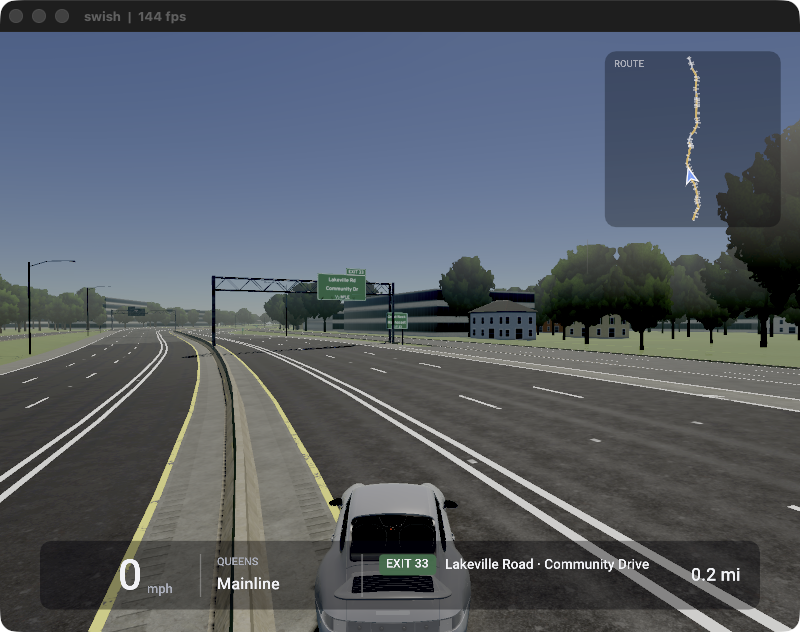 swish | 144 fps
ROUTE
EXIT 33
Lakeville Rd
Community Dr
0
mph
QUEENS
Mainline
EXIT 33
Lakeville Road · Community Drive
0.2 mi